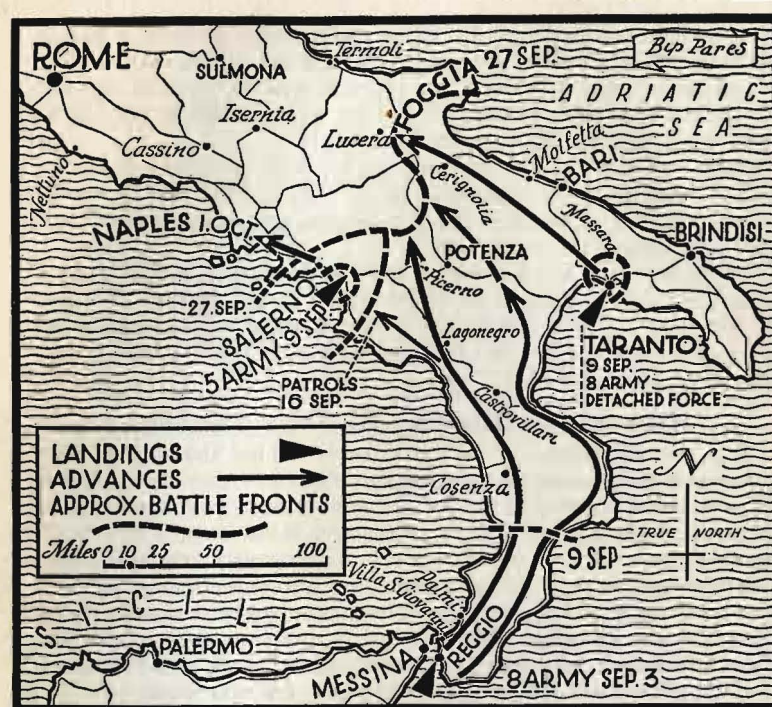 Bip Pares
ROME
SULMONA
Termoli
FOGGIA 27 SEP.
ADRIATIC
SEA
Isernia
Lucera
Cassino
Nettuno
Molfetta
BARI
Cerignolia
Massara
BRINDISI
NAPLES 1. OCT.
POTENZA
Picerno
27 SEP.
SALERNO
5 ARMY·9 SEP.
Lagonegro
TARANTO
9 SEP.
8 ARMY
DETACHED FORCE
PATROLS
16 SEP.
Castrovillari
Cosenza
LANDINGS
ADVANCES
APPROX. BATTLE FRONTS
Miles 0 10 25 50 100
N
TRUE NORTH
9 SEP
Palmi
Villa S Giovanni
REGGIO
SICILY
PALERMO
MESSINA
8 ARMY SEP. 3